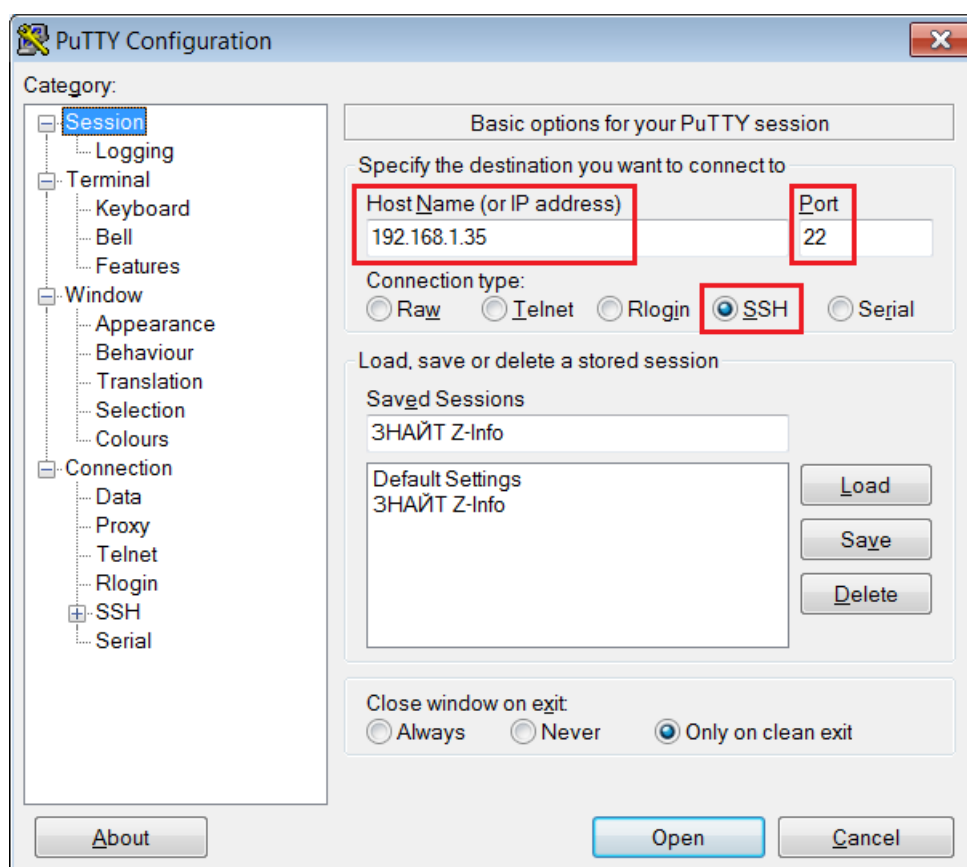 PuTTY Configuration
Category:
Session
Logging
Terminal
Keyboard
Bell
Features
Window
Appearance
Behaviour
Translation
Selection
Colours
Connection
Data
Proxy
Telnet
Rlogin
SSH
Serial
Basic options for your PuTTY session
Specify the destination you want to connect to
Host Name (or IP address) Port
192.168.1.35 22
Connection type:
Raw Telnet Rlogin SSH Serial
Load, save or delete a stored session
Saved Sessions
ЗНАЙТ Z-Info
Default Settings
ЗНАЙТ Z-Info
Load
Save
Delete
Close window on exit:
Always Never Only on clean exit
About Open Cancel